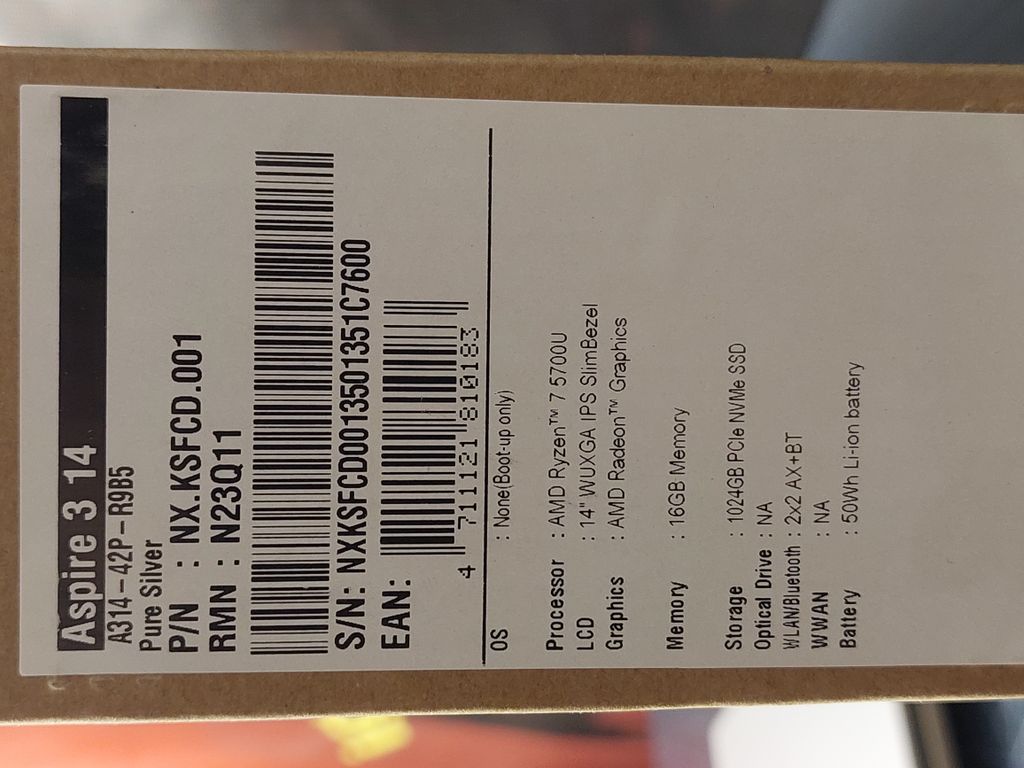 Aspire 3 14
A314-42P-R9B5
Pure Silver
P/N : NX.KSFCD.001
RMN : N23Q11
S/N: NXKSFCD0013501351C7600
EAN:
4 711121 810183
OS : None(Boot-up only)
Processor : AMD Ryzen™ 7 5700U
LCD : 14" WUXGA IPS SlimBezel
Graphics : AMD Radeon™ Graphics
Memory : 16GB Memory
Storage : 1024GB PCIe NVMe SSD
Optical Drive : NA
WLAN/Bluetooth : 2x2 AX+BT
WWAN : NA
Battery : 50Wh Li-ion battery